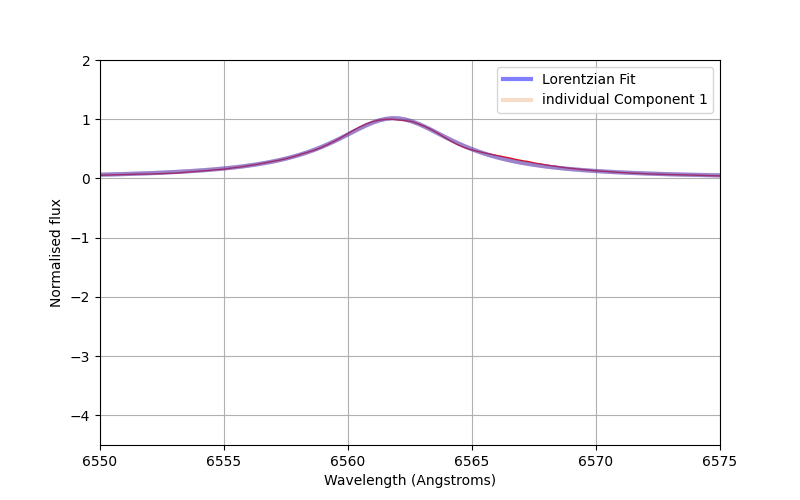 2
1
0
−1
−2
−3
−4
Normalised flux
Lorentzian Fit
individual Component 1
6550 6555 6560 6565 6570 6575
Wavelength (Angstroms)